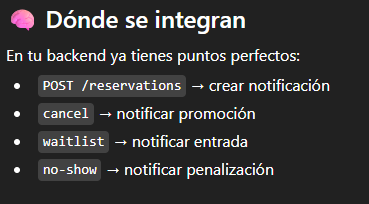 🧠 Dónde se integran
En tu backend ya tienes puntos perfectos:
• POST /reservations → crear notificación
• cancel → notificar promoción
• waitlist → notificar entrada
• no-show → notificar penalización